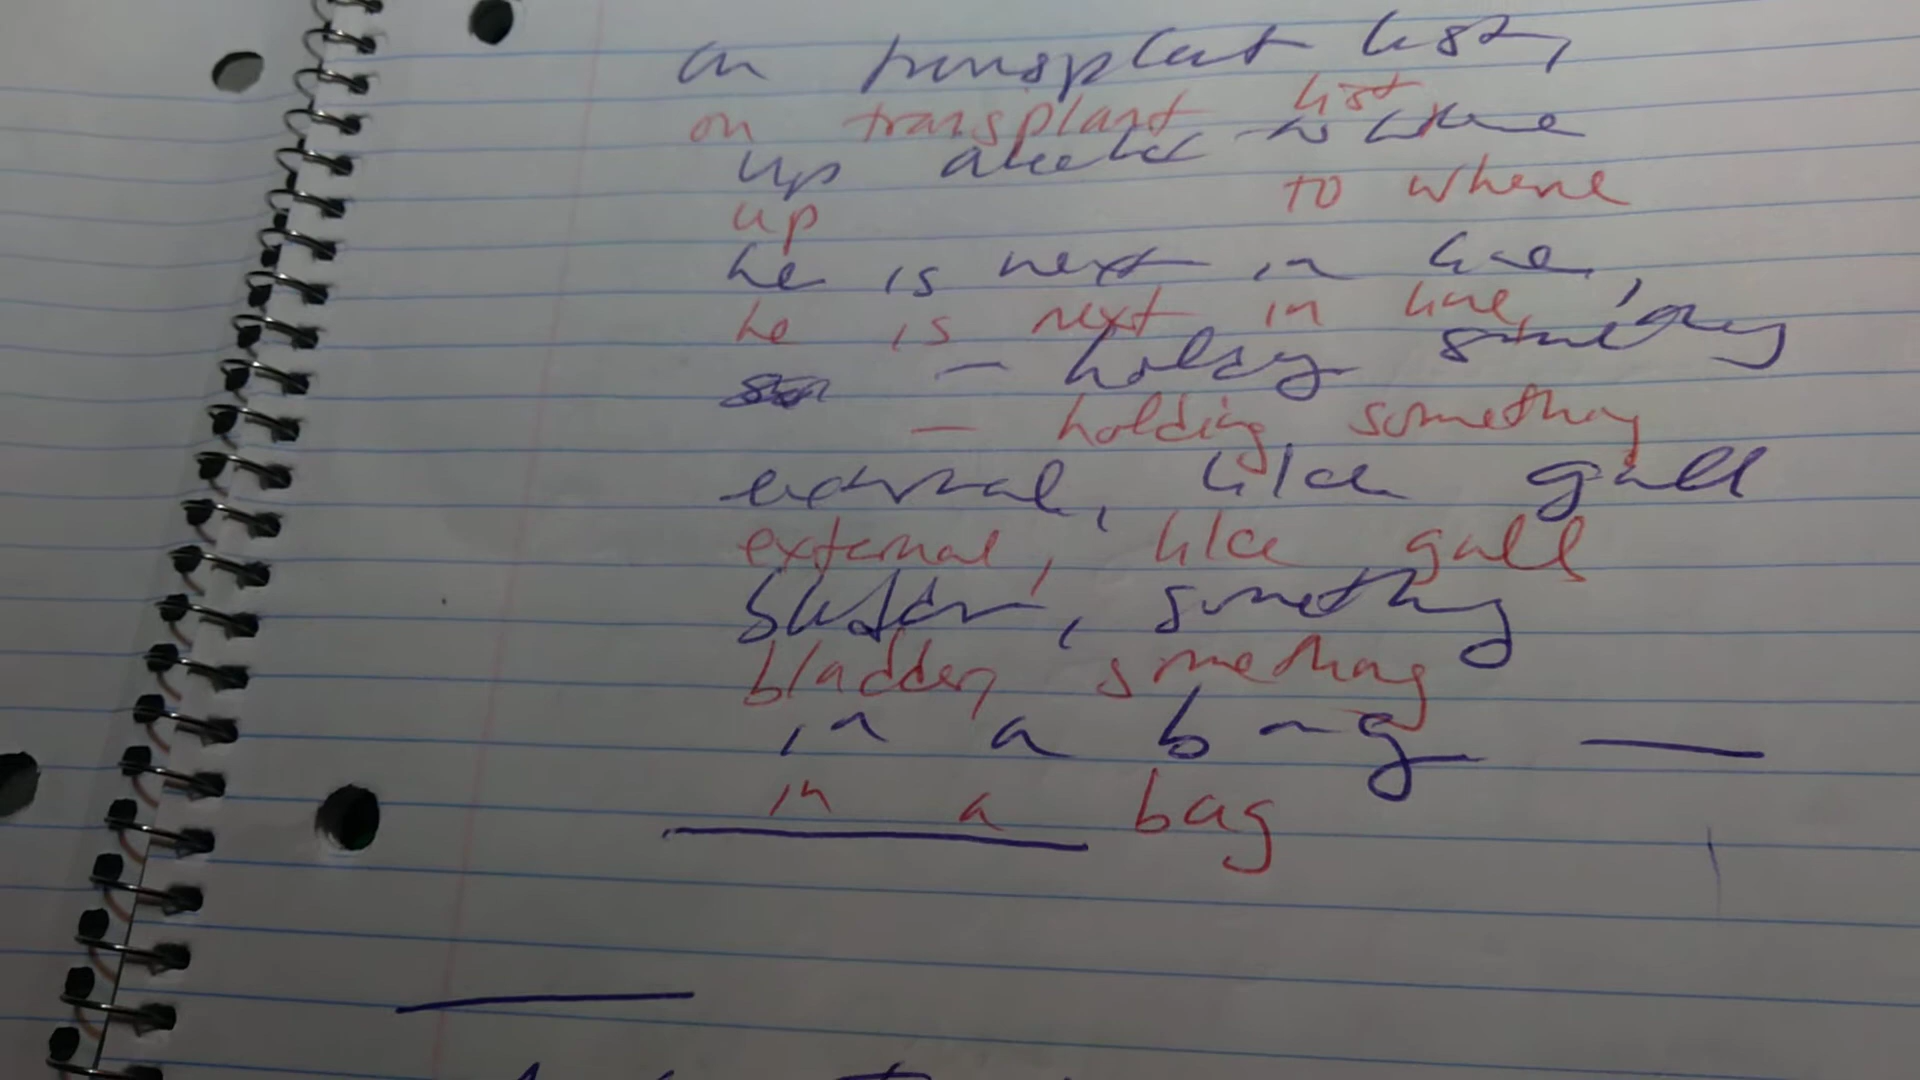 on transplant list,
on transplant list
up to where
up to where
he is next in line,
he is next in line,
— holding something
— holding something
external, like gall
external, like gall
bladder, something
bladder, something
in a bag —
in a bag